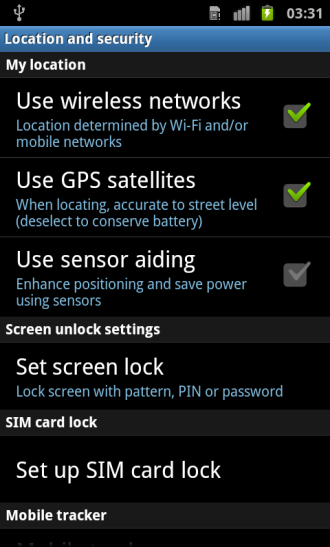 03:31
Location and security
My location
Use wireless networks
Location determined by Wi-Fi and/or
mobile networks
Use GPS satellites
When locating, accurate to street level
(deselect to conserve battery)
Use sensor aiding
Enhance positioning and save power
using sensors
Screen unlock settings
Set screen lock
Lock screen with pattern, PIN or password
SIM card lock
Set up SIM card lock
Mobile tracker